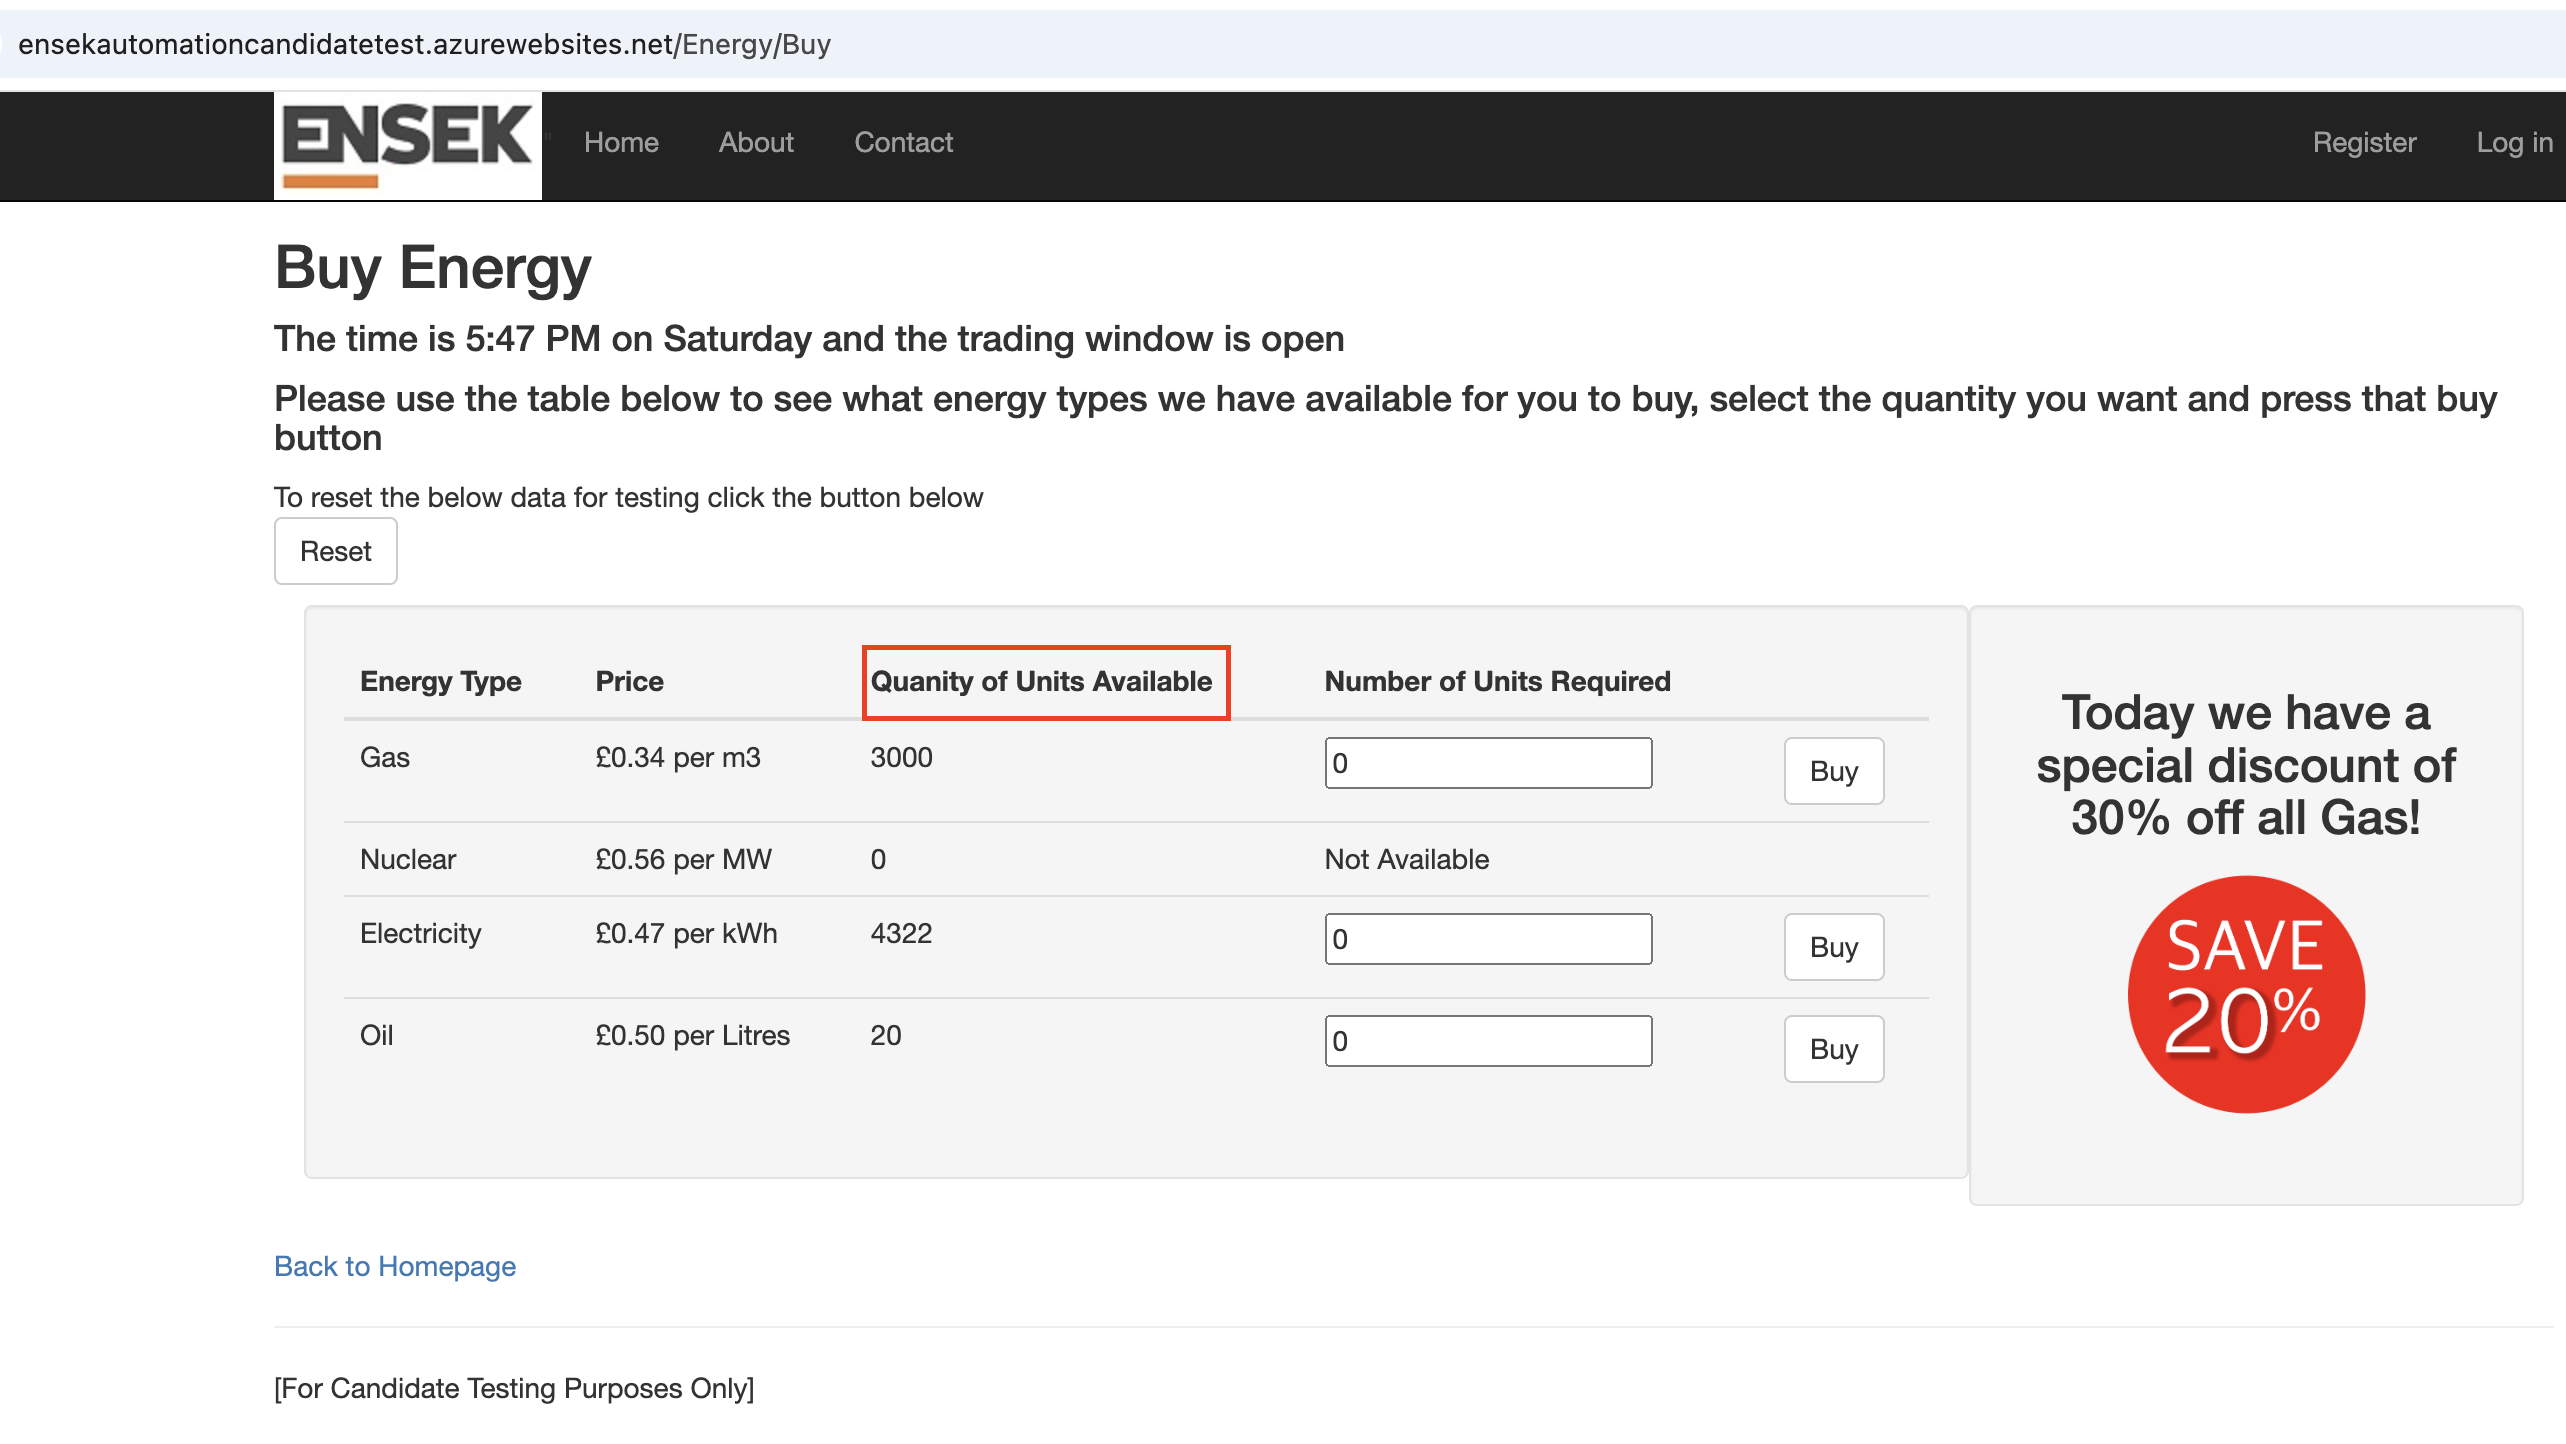 ensekautomationcandidatetest.azurewebsites.net/Energy/Buy
ENSEK Home About Contact Register Log in
Buy Energy
The time is 5:47 PM on Saturday and the trading window is open
Please use the table below to see what energy types we have available for you to buy, select the quantity you want and press that buy
button
To reset the below data for testing click the button below
Reset
Energy Type Price Quanity of Units Available Number of Units Required
Gas £0.34 per m3 3000 0 Buy
Nuclear £0.56 per MW 0 Not Available
Electricity £0.47 per kWh 4322 0 Buy
Oil £0.50 per Litres 20 0 Buy
Today we have a
special discount of
30% off all Gas!
SAVE
20%
Back to Homepage
[For Candidate Testing Purposes Only]